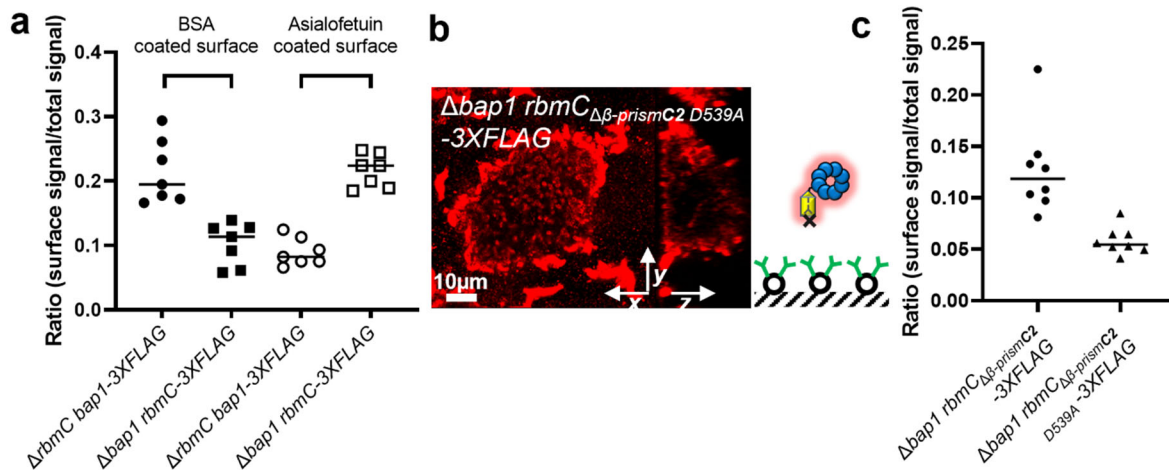 a
BSA
coated surface
Asialofetuin
coated surface
Ratio (surface signal/total signal)
0.4
0.3
0.2
0.1
0.0
ΔrbmC bap1-3XFLAG
Δbap1 rbmC-3XFLAG
ΔrbmC bap1-3XFLAG
Δbap1 rbmC-3XFLAG
b
Δbap1 rbmCΔβ-prismC2 D539A
-3XFLAG
10μm
x
y
z
c
Ratio (surface signal/total signal)
0.25
0.20
0.15
0.10
0.05
0.00
Δbap1 rbmCΔβ-prismC2
-3XFLAG
Δbap1 rbmCΔβ-prismC2
D539A -3XFLAG